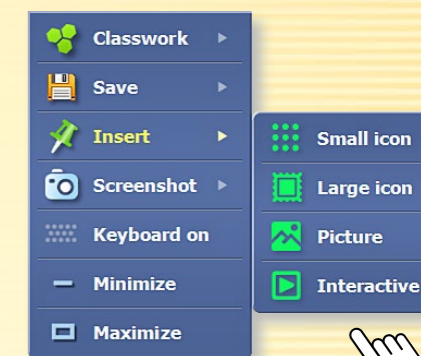 Classwork
Save
Insert
Screenshot
Keyboard on
Minimize
Maximize
Small icon
Large icon
Picture
Interactive